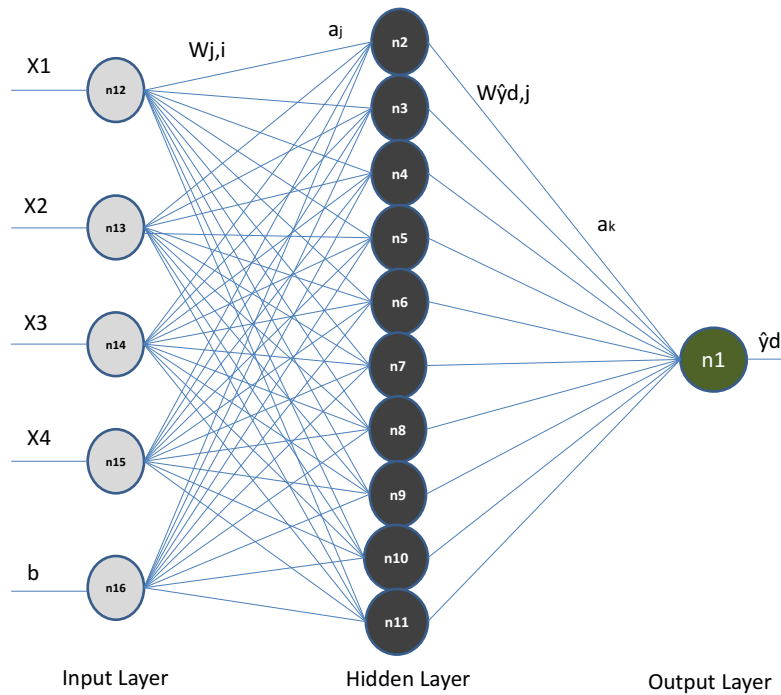 X1
X2
X3
X4
b
n12
n13
n14
n15
n16
Wj,i
aj
n2
n3
n4
n5
n6
n7
n8
n9
n10
n11
Wŷd,j
ak
n1
ŷd
Input Layer
Hidden Layer
Output Layer